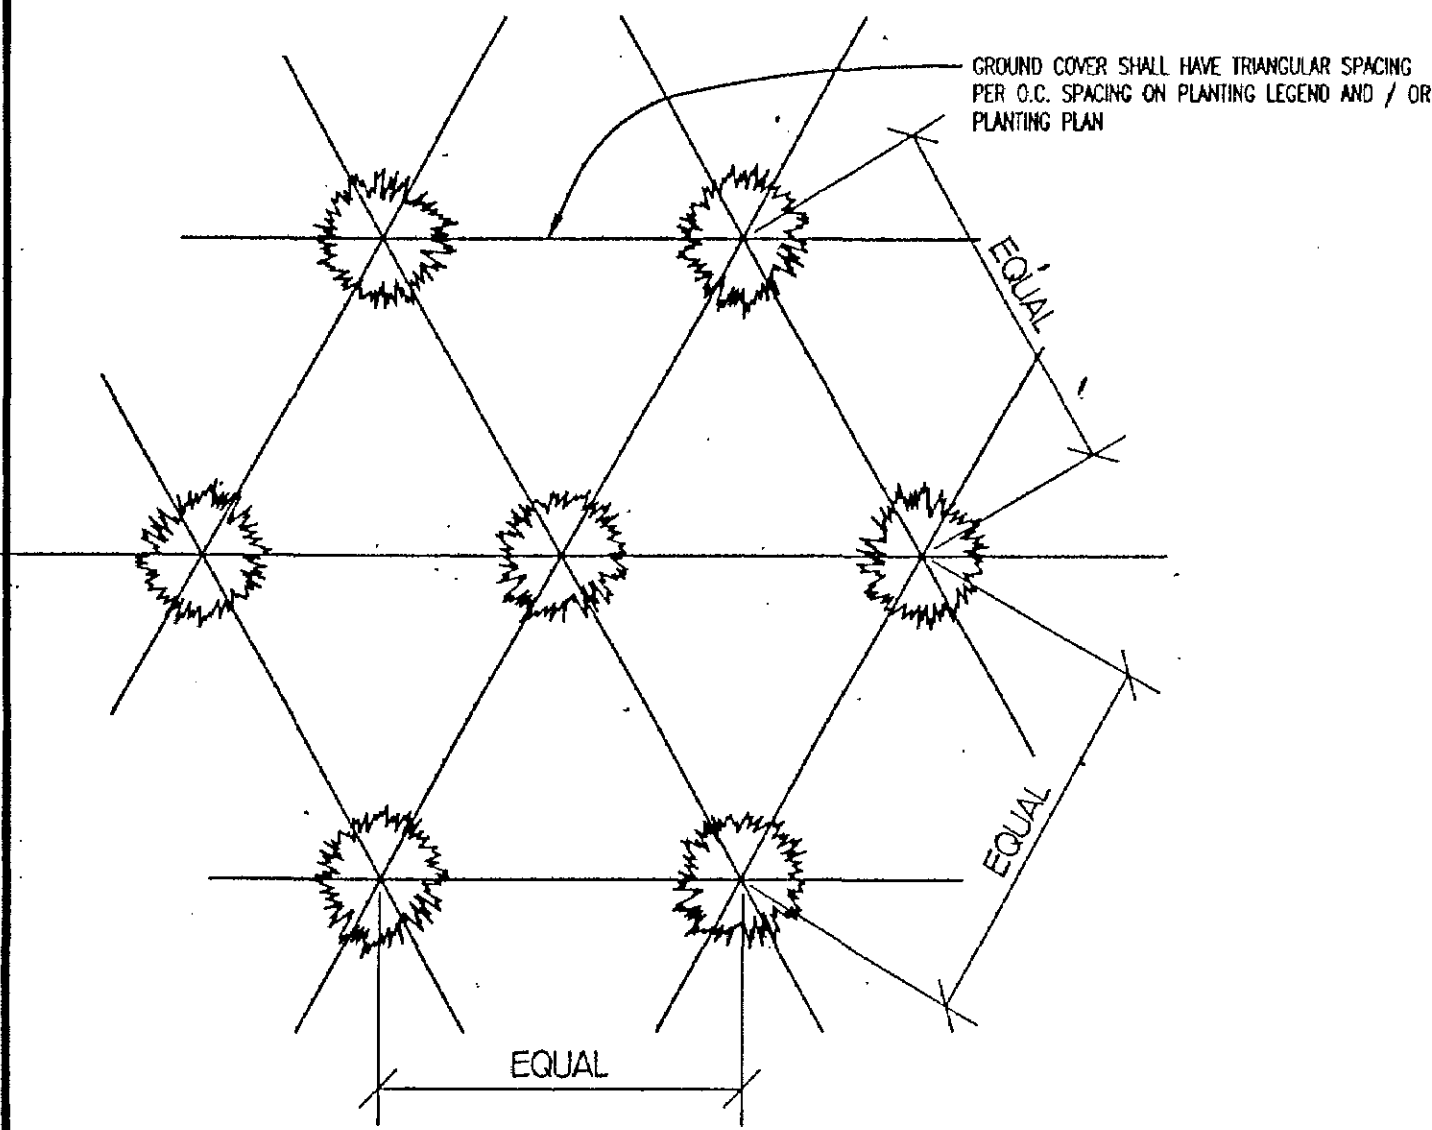 GROUND COVER SHALL HAVE TRIANGULAR SPACING
PER O.C. SPACING ON PLANTING LEGEND AND / OR
PLANTING PLAN
EQUAL
EQUAL
EQUAL